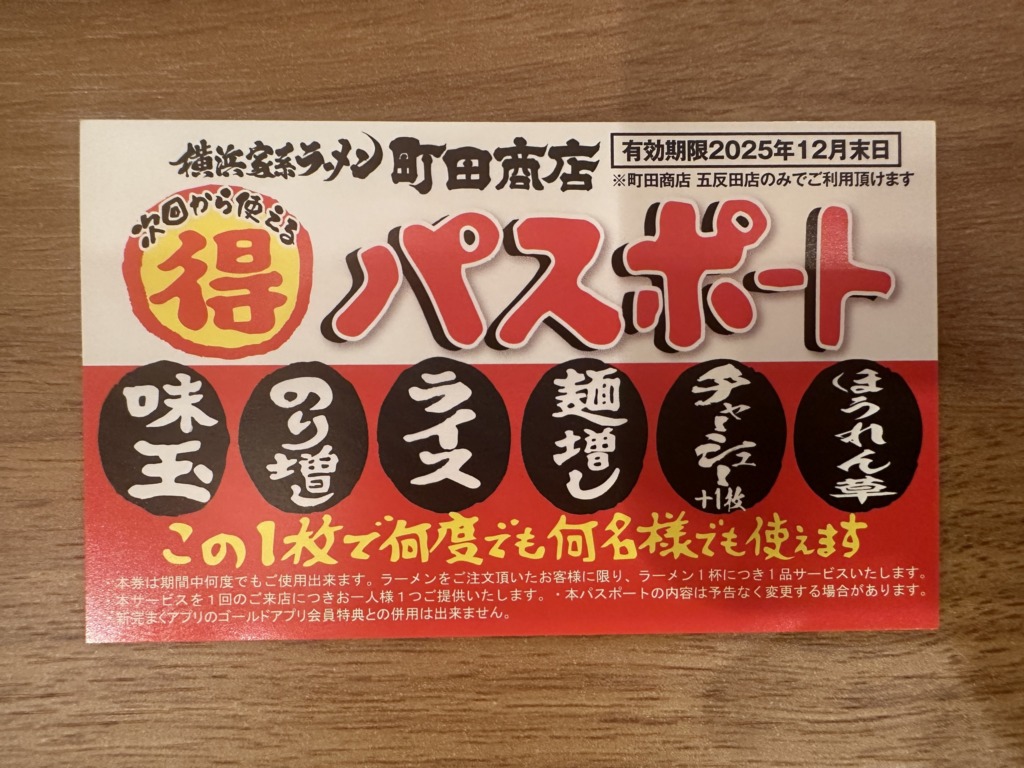 横浜家系ラーメン 町田商店
有効期限2025年12月末日
※町田商店 五反田店のみでご利用頂けます
次回から使える
得
パスポート
味玉
のり増し
ライス
麺増し
チャーシュー+1枚
ほうれん草
この1枚で何度でも何名様でも使えます
・本券は期間中何度でもご使用出来ます。ラーメンをご注文頂いたお客様に限り、ラーメン1杯につき1品サービスいたします。
本サービスを1回のご来店につきお一人様1つご提供いたします。・本パスポートの内容は予告なく変更する場合があります。
新完まくアプリのゴールドアプリ会員特典との併用は出来ません。